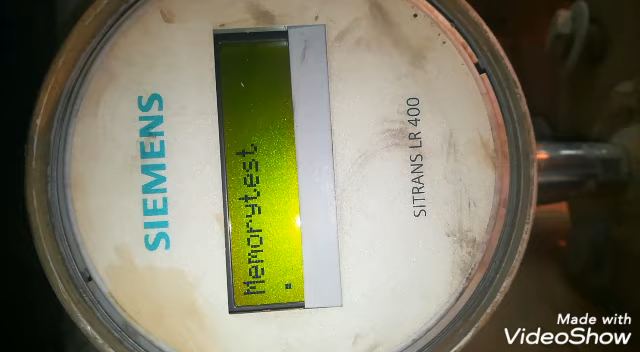 SIEMENS
Memorytest
.
SITRANS LR 400
Made with
VideoShow